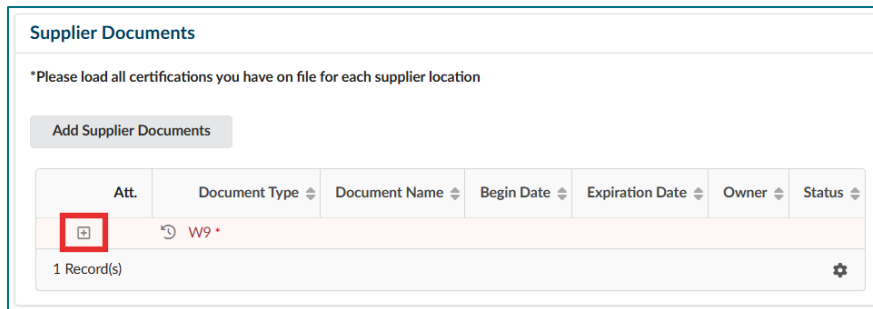 Supplier Documents
*Please load all certifications you have on file for each supplier location
Add Supplier Documents
Att. Document Type Document Name Begin Date Expiration Date Owner Status
W9 *
1 Record(s)